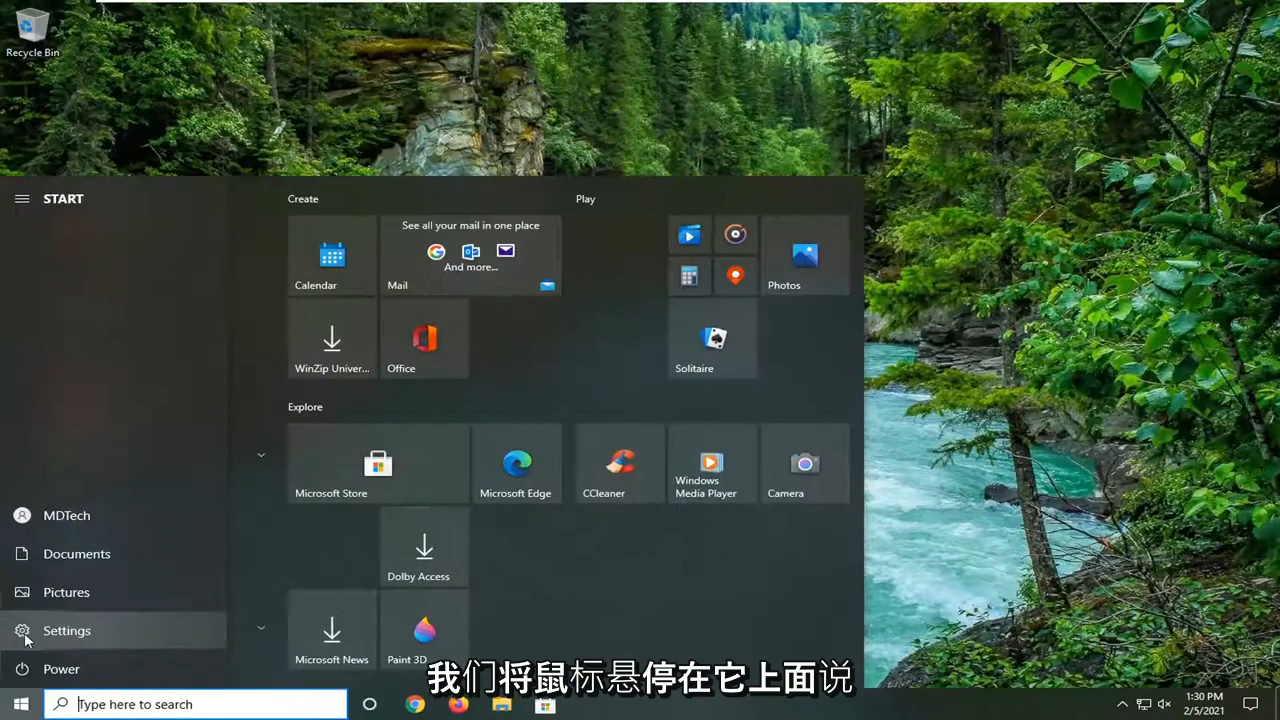 Recycle Bin
START
Create
Play
See all your mail in one place
And more...
Calendar
Mail
Photos
WinZip Univer...
Office
Solitaire
Explore
Microsoft Store
Microsoft Edge
CCleaner
Windows
Media Player
Camera
MDTech
Documents
Pictures
Settings
Power
Dolby Access
Microsoft News
Paint 3D
我们将鼠标悬停在它上面说
Type here to search
1:30 PM
2/5/2021